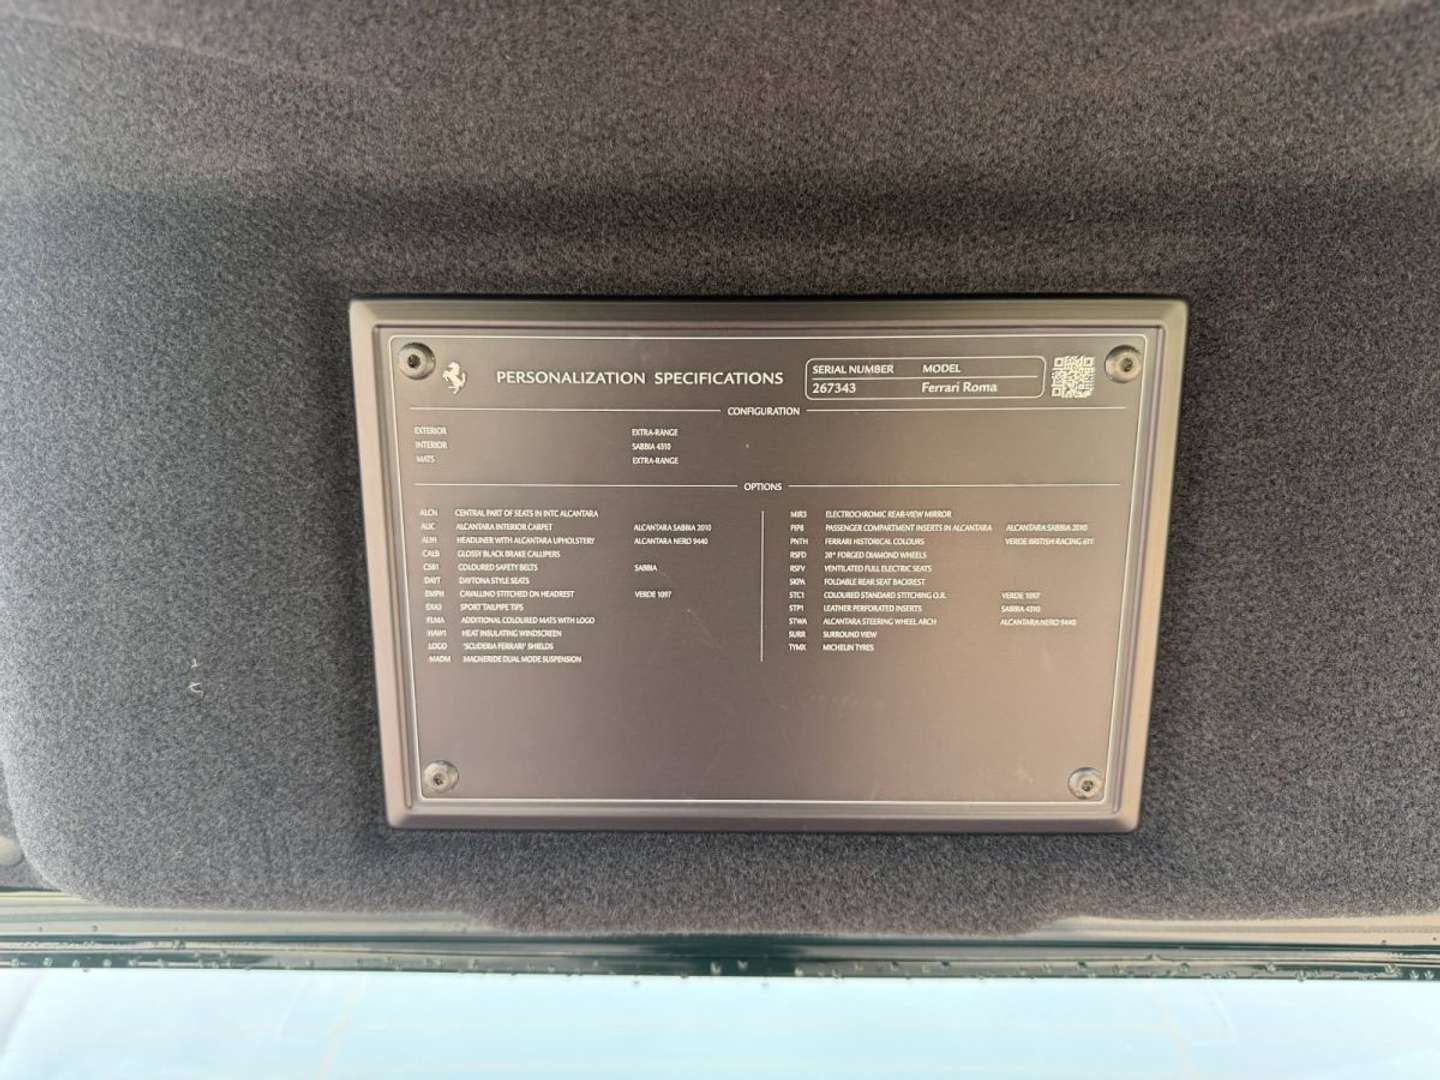 PERSONALIZATION SPECIFICATIONS
SERIAL NUMBER MODEL
267343 Ferrari Roma
CONFIGURATION
EXTERIOR EXTRA-RANGE
INTERIOR SABBIA 4310
MATS EXTRA-RANGE
OPTIONS
ALCN CENTRAL PART OF SEATS IN INTC ALCANTARA
ALIC ALCANTARA INTERIOR CARPET ALCANTARA SABBIA 2010
ALIH HEADLINER WITH ALCANTARA UPHOLSTERY ALCANTARA NERO 9440
CALB GLOSSY BLACK BRAKE CALLIPERS
CSB1 COLOURED SAFETY BELTS SABBIA
DAYT DAYTONA STYLE SEATS
EMPH CAVALLINO STITCHED ON HEADREST VERDE 1097
EXA3 SPORT TAILPIPE TIPS
FLMA ADDITIONAL COLOURED MATS WITH LOGO
HAW1 HEAT INSULATING WINDSCREEN
LOGO "SCUDERIA FERRARI" SHIELDS
MADM MAGNERIDE DUAL MODE SUSPENSION
MIR3 ELECTROCHROMIC REAR-VIEW MIRROR
PIP8 PASSENGER COMPARTMENT INSERTS IN ALCANTARA ALCANTARA SABBIA 2010
PNTH FERRARI HISTORICAL COLOURS VERDE BRITISH RACING 611
RSFD 20" FORGED DIAMOND WHEELS
RSFV VENTILATED FULL ELECTRIC SEATS
SKPA FOLDABLE REAR SEAT BACKREST
STC1 COLOURED STANDARD STITCHING O.R. VERDE 1097
STP1 LEATHER PERFORATED INSERTS SABBIA 4310
STWA ALCANTARA STEERING WHEEL ARCH ALCANTARA NERO 9440
SURR SURROUND VIEW
TYMX MICHELIN TYRES